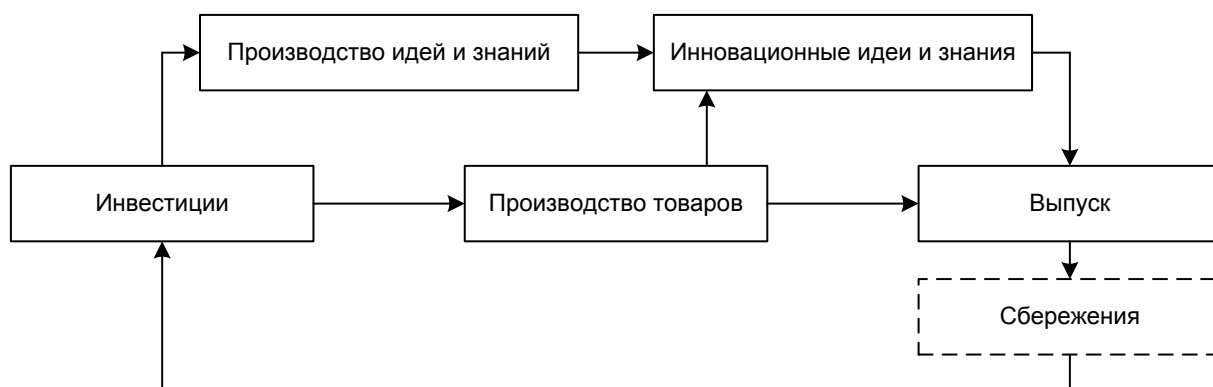 Производство идей и знаний
Инновационные идеи и знания
Инвестиции
Производство товаров
Выпуск
Сбережения